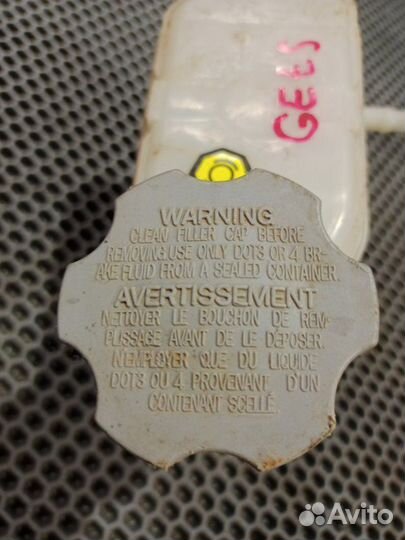 GEES
WARNING
CLEAN FILLER CAP BEFORE
REMOVING.USE ONLY DOT3 OR 4 BR-
AKE FLUID FROM A SEALED CONTAINER.
AVERTISSEMENT
NETTOYER LE BOUCHON DE REM-
PLISSAGE AVANT DE LE DÉPOSER.
N'EMPLOYER QUE DU LIQUIDE
DOT3 OU 4 PROVENANT D'UN
CONTENANT SCELLÉ.
Avito